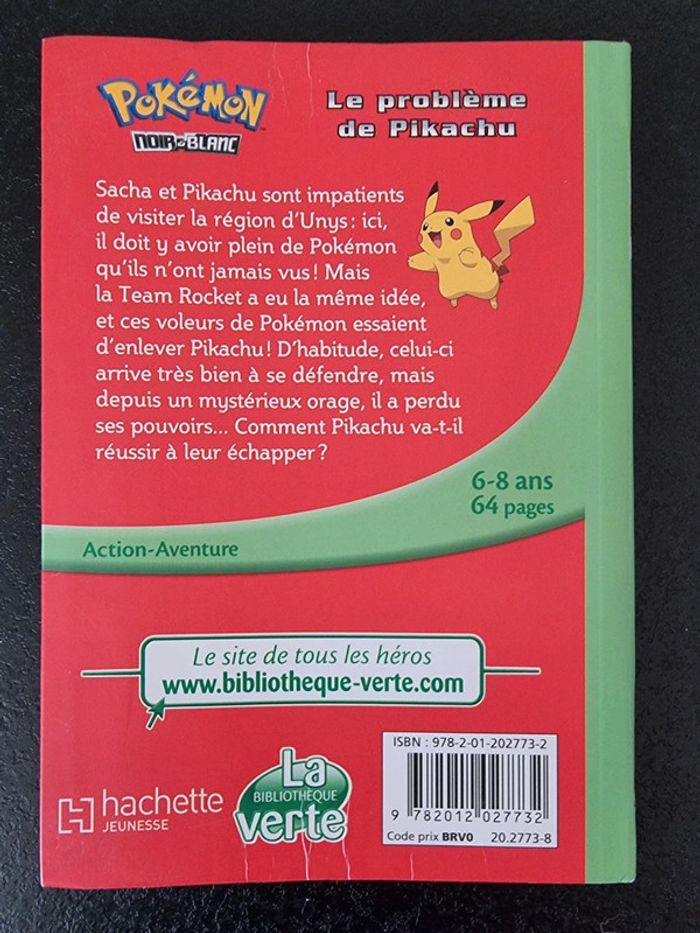 POKÉMON
NOIR et BLANC
Le problème
de Pikachu
Sacha et Pikachu sont impatients
de visiter la région d'Unys : ici,
il doit y avoir plein de Pokémon
qu'ils n'ont jamais vus ! Mais
la Team Rocket a eu la même idée,
et ces voleurs de Pokémon essaient
d'enlever Pikachu ! D'habitude, celui-ci
arrive très bien à se défendre, mais
depuis un mystérieux orage, il a perdu
ses pouvoirs... Comment Pikachu va-t-il
réussir à leur échapper ?
6-8 ans
64 pages
Action-Aventure
Le site de tous les héros
www.bibliotheque-verte.com
hachette
JEUNESSE
La
BIBLIOTHÈQUE
verte
ISBN : 978-2-01-202773-2
9 782012 027732
Code prix BRV0 20.2773-8